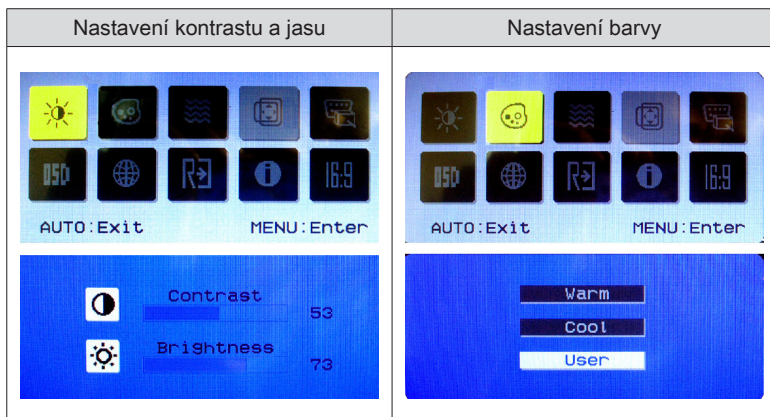 Nastavení kontrastu a jasu
Nastavení barvy
OSD
16:9
AUTO:Exit
MENU:Enter
OSD
16:9
AUTO:Exit
MENU:Enter
Contrast
53
Brightness
73
Warm
Cool
User